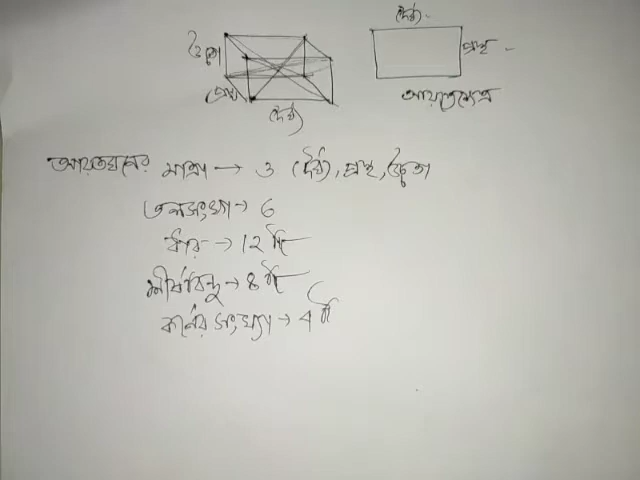 দৈর্ঘ্য
উচ্চতা
প্রস্থ
প্রস্থ
দৈর্ঘ্য
আয়তক্ষেত্র
আয়তঘনের মাত্রা → ৩ (দৈর্ঘ্য, প্রস্থ, উচ্চতা
তলসংখ্যা → 6
ধার → 12 টি
শীর্ষবিন্দু → 8 টি
কর্ণের সংখ্যা → 4 টি